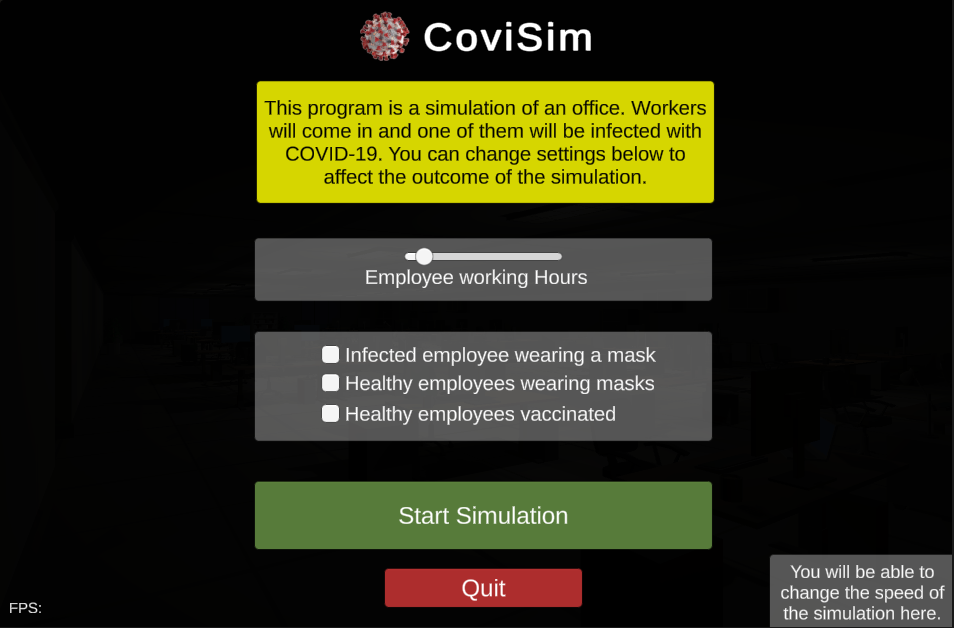 CoviSim
This program is a simulation of an office. Workers
will come in and one of them will be infected with
COVID-19. You can change settings below to
affect the outcome of the simulation.
Employee working Hours
Infected employee wearing a mask
Healthy employees wearing masks
Healthy employees vaccinated
Start Simulation
Quit
You will be able to
change the speed of
the simulation here.
FPS: